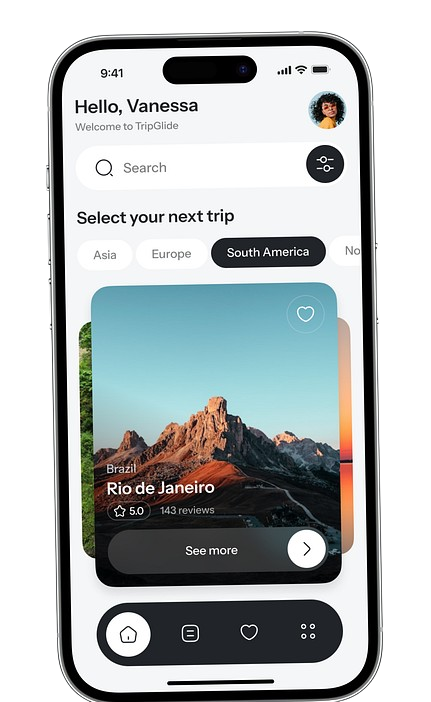 9:41
Hello, Vanessa
Welcome to TripGlide
Search
Select your next trip
Asia Europe South America No
Brazil
Rio de Janeiro
5.0 143 reviews
See more